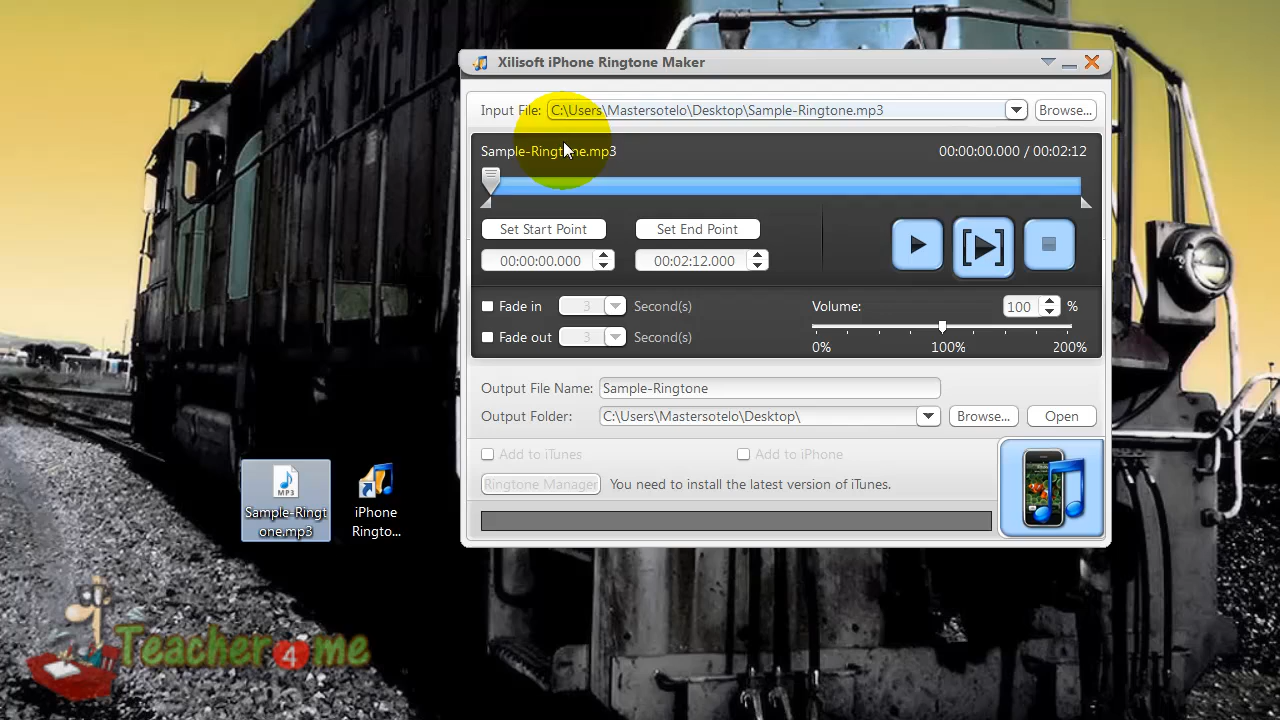 Xilisoft iPhone Ringtone Maker
Input File: C:\Users\Mastersotelo\Desktop\Sample-Ringtone.mp3 Browse...
Sample-Ringtone.mp3 00:00:00.000 / 00:02:12
Set Start Point Set End Point
00:00:00.000 00:02:12.000
Fade in 3 Second(s) Volume: 100 %
Fade out 3 Second(s) 0% 100% 200%
Output File Name: Sample-Ringtone
Output Folder: C:\Users\Mastersotelo\Desktop\ Browse... Open
Add to iTunes Add to iPhone
Ringtone Manager You need to install the latest version of iTunes.
MP3
Sample-Ringt
one.mp3
iPhone
Ringto...
Teacher 4 me